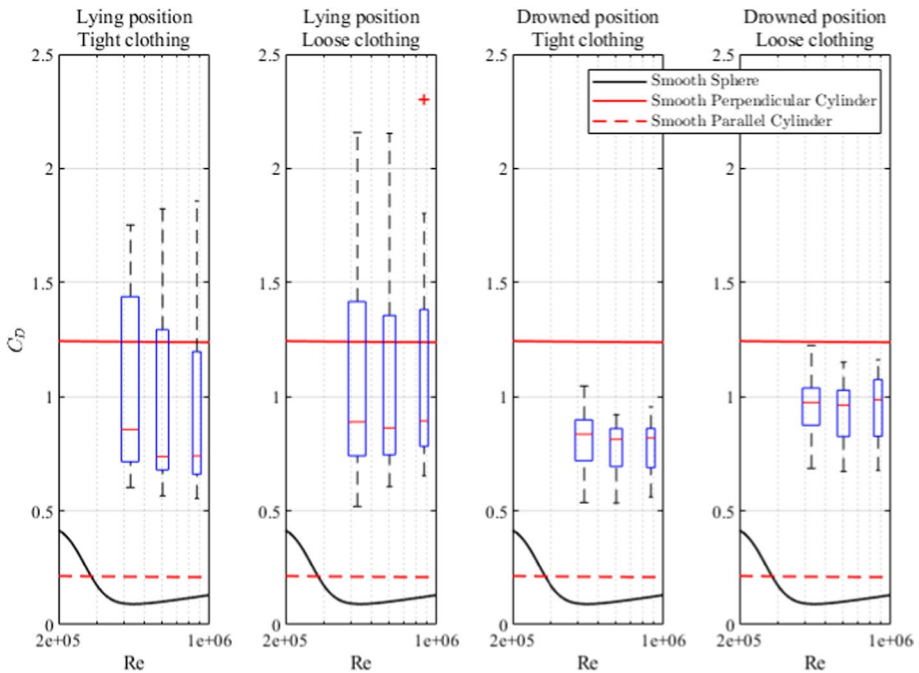 Lying position
Tight clothing
Lying position
Loose clothing
Drowned position
Tight clothing
Drowned position
Loose clothing
Smooth Sphere
Smooth Perpendicular Cylinder
Smooth Parallel Cylinder
C_D
2.5
2
1.5
1
0.5
0
2e+05
1e+06
Re
2.5
2
1.5
1
0.5
0
2e+05
1e+06
Re
2.5
2
1.5
1
0.5
0
2e+05
1e+06
Re
2.5
2
1.5
1
0.5
0
2e+05
1e+06
Re